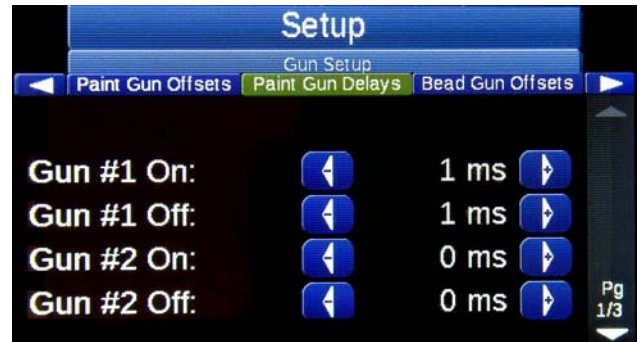 Setup
Gun Setup
Paint Gun Offsets Paint Gun Delays Bead Gun Offsets
Gun #1 On: 1 ms
Gun #1 Off: 1 ms
Gun #2 On: 0 ms
Gun #2 Off: 0 ms
Pg
1/3